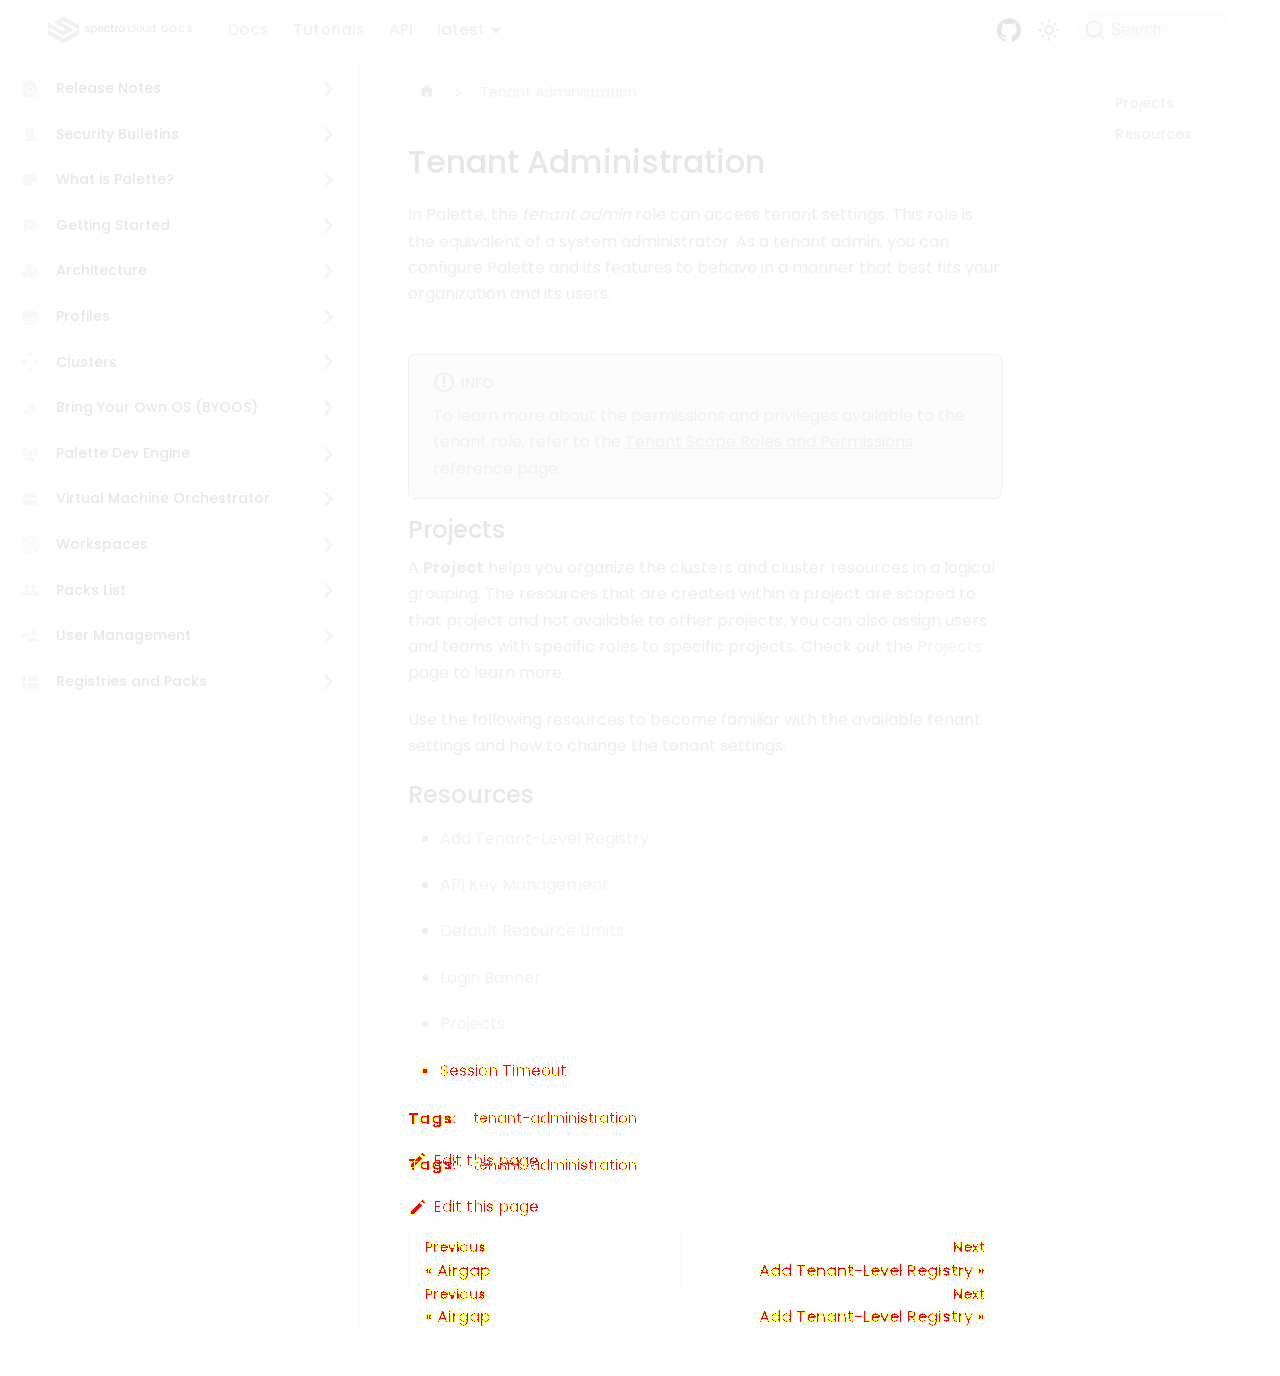 spectro cloud DOCS Docs Tutorials API latest Search
Release Notes
Security Bulletins
What is Palette?
Getting Started
Architecture
Profiles
Clusters
Bring Your Own OS (BYOOS)
Palette Dev Engine
Virtual Machine Orchestrator
Workspaces
Packs List
User Management
Registries and Packs
Tenant Administration
Tenant Administration
In Palette, the tenant admin role can access tenant settings. This role is
the equivalent of a system administrator. As a tenant admin, you can
configure Palette and its features to behave in a manner that best fits your
organization and its users.
INFO
To learn more about the permissions and privileges available to the
tenant role, refer to the Tenant Scope Roles and Permissions
reference page.
Projects
A Project helps you organize the clusters and cluster resources in a logical
grouping. The resources that are created within a project are scoped to
that project and not available to other projects. You can also assign users
and teams with specific roles to specific projects. Check out the Projects
page to learn more.
Use the following resources to become familiar with the available tenant
settings and how to change the tenant settings.
Resources
Add Tenant-Level Registry
API Key Management
Default Resource Limits
Login Banner
Projects
Session Timeout
Tags: tenant-administration
Edit this page
Tags: tenant-administration
Edit this page
Previous
« Airgap
Next
Add Tenant-Level Registry »
Previous
« Airgap
Next
Add Tenant-Level Registry »
Projects
Resources